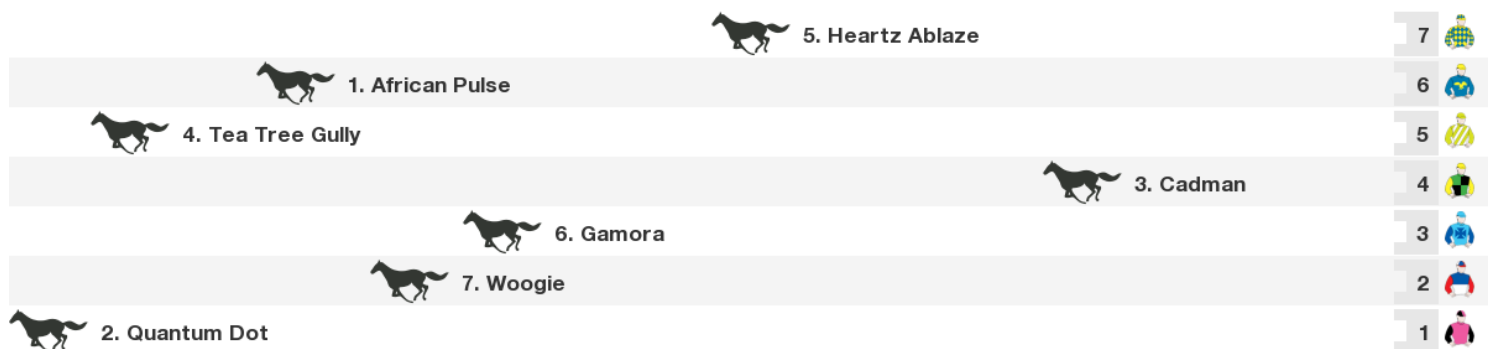 5. Heartz Ablaze 7
1. African Pulse 6
4. Tea Tree Gully 5
3. Cadman 4
6. Gamora 3
7. Woogie 2
2. Quantum Dot 1